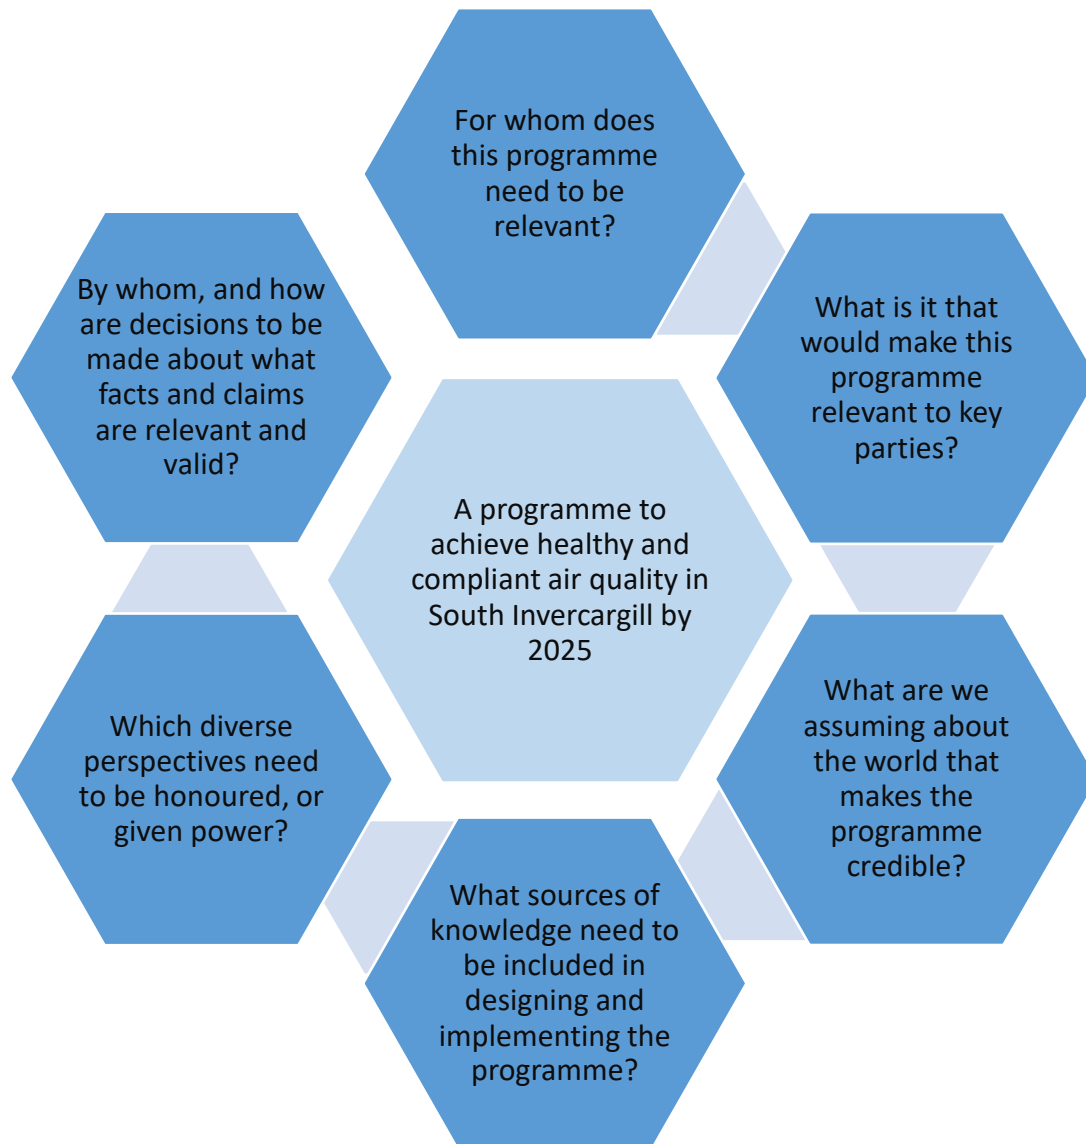 For whom does
this programme
need to be
relevant?
What is it that
would make this
programme
relevant to key
parties?
What are we
assuming about
the world that
makes the
programme
credible?
What sources of
knowledge need to
be included in
designing and
implementing the
programme?
Which diverse
perspectives need
to be honoured, or
given power?
By whom, and how
are decisions to be
made about what
facts and claims
are relevant and
valid?
A programme to
achieve healthy and
compliant air quality in
South Invercargill by
2025